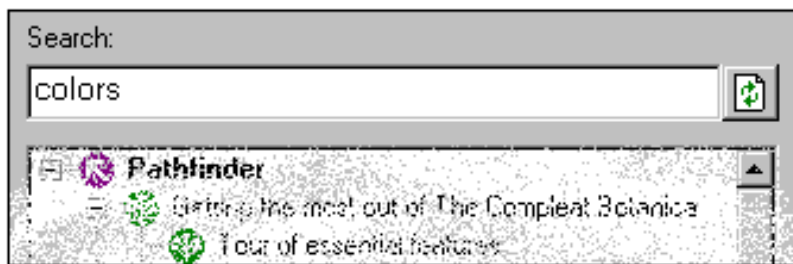 Search:
colors
Pathfinder
Getting the most out of The Compleat Botanica
Tour of essential features